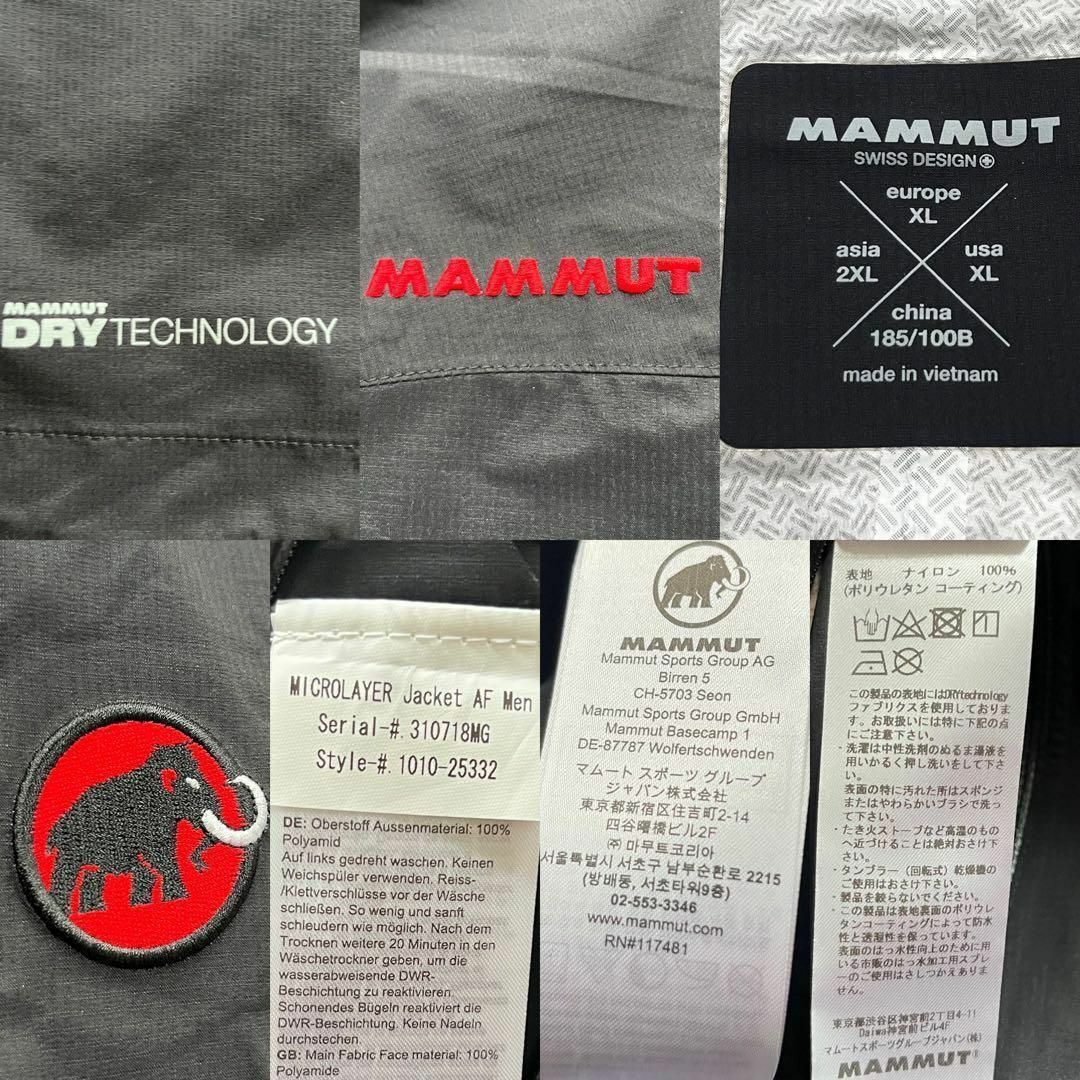 MAMMUT
DRY TECHNOLOGY
MAMMUT
MAMMUT
SWISS DESIGN
europe
XL
asia
2XL
usa
XL
china
185/100B
made in vietnam
MICROLAYER Jacket AF Men
Serial-#. 310718MG
Style-#. 1010-25332
DE: Oberstoff Aussenmaterial: 100%
Polyamid
Auf links gedreht waschen. Keinen
Weichspüler verwenden. Reiss-
/Klettverschlüsse vor der Wäsche
schließen. So wenig und sanft
schleudern wie möglich. Nach dem
Trocknen weitere 20 Minuten in den
Wäschetrockner geben, um die
wasserabweisende DWR-
Beschichtung zu reaktivieren.
Schonendes Bügeln reaktiviert die
DWR-Beschichtung. Keine Nadeln
durchstechen.
GB: Main Fabric Face material: 100%
Polyamide
MAMMUT
Mammut Sports Group AG
Birren 5
CH-5703 Seon
Mammut Sports Group GmbH
Mammut Basecamp 1
DE-87787 Wolfertschwenden
マムート スポーツ グループ
ジャパン株式会社
東京都新宿区住吉町2-14
四谷曙橋ビル2F
㈜ 마무트코리아
서울특별시 서초구 남부순환로 2215
(방배동, 서초타워9층)
02-553-3346
www.mammut.com
RN#117481
表地 ナイロン 100%
(ポリウレタン コーティング)
この製品の表地にはDRYtechnology
ファブリクスを使用しておりま
す。お取扱いには特に下記の点
にご注意下さい。
・洗濯は中性洗剤のぬるま湯液を
用いかるく押し洗いをして下さ
い。
表面の特に汚れた所はスポンジ
またはやわらかいブラシで洗っ
て下さい。
・たき火ストーブなど高温のもの
へ近づけることは絶対お避け下
さい。
・タンブラー（回転式）乾燥機の
ご使用はおさけ下さい。
・製品を絞らないでください。
・この製品は表地裏面のポリウレ
タンコーティングによって防水
性と透湿性を保っています。
表面のはっ水性向上のために用
いる市販のはっ水加工用スプレー
のご使用はさしつかえありませ
ん。
東京都渋谷区神宮前2丁目4-11
Daiwa神宮前ビル4F
マムートスポーツグループジャパン(株)
MAMMUT